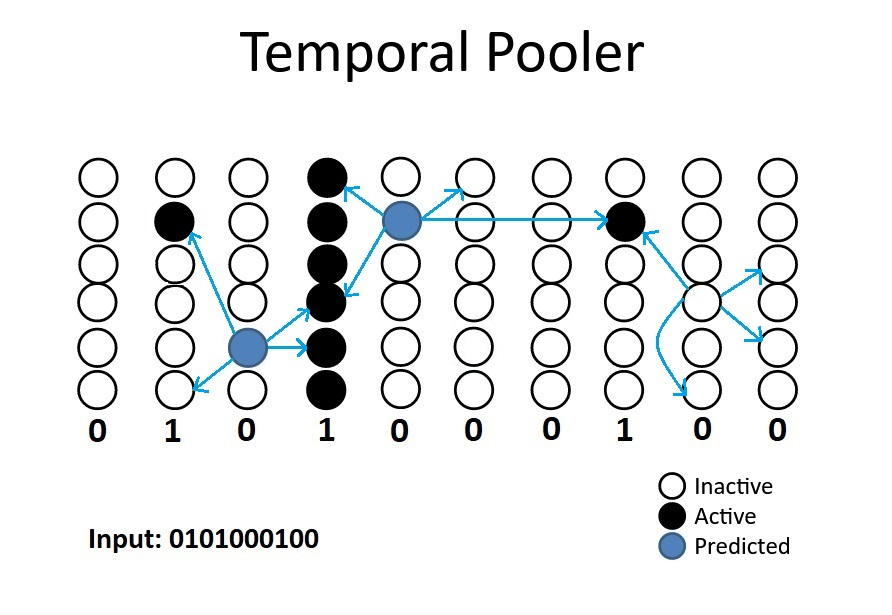 Temporal Pooler
0 1 0 1 0 0 0 1 0 0
Inactive
Active
Predicted
Input: 0101000100